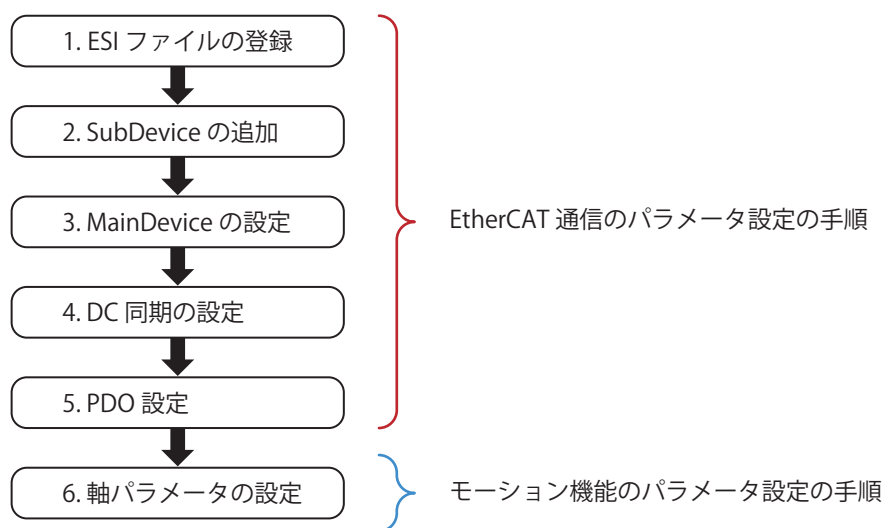 1. ESI ファイルの登録
2. SubDevice の追加
3. MainDevice の設定
EtherCAT 通信のパラメータ設定の手順
4. DC 同期の設定
5. PDO 設定
6. 軸パラメータの設定
モーション機能のパラメータ設定の手順